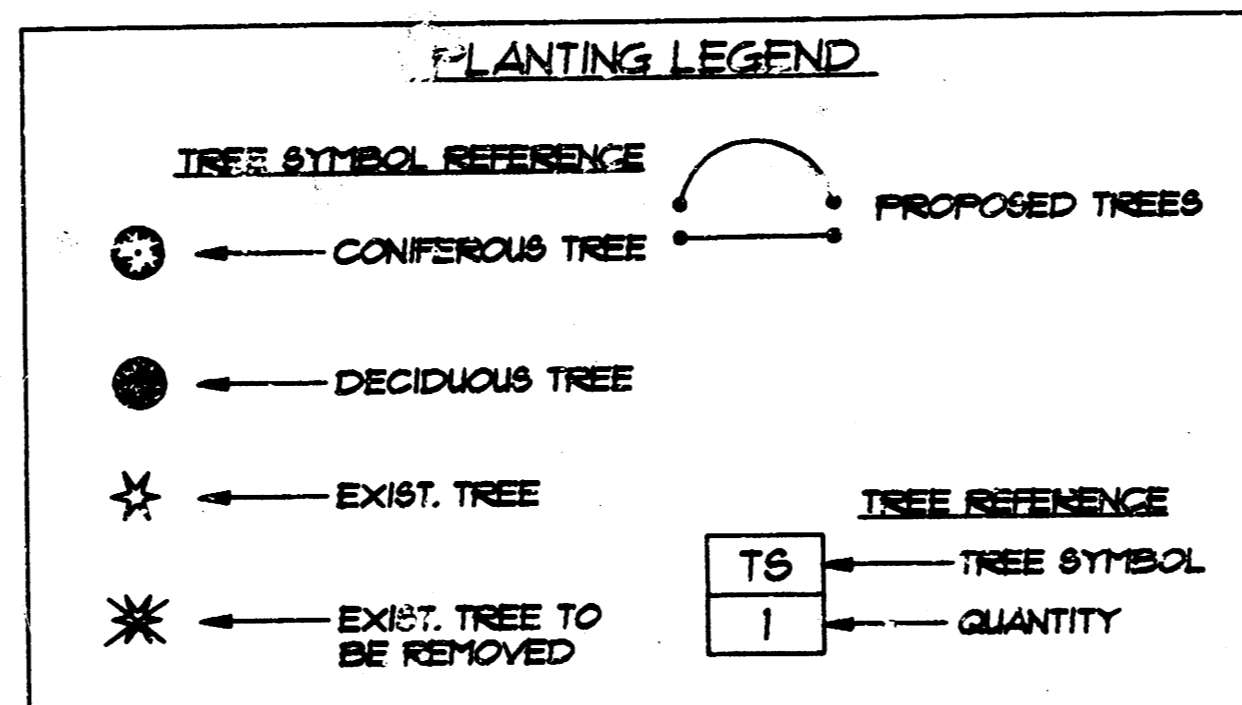 PLANTING LEGEND
TREE SYMBOL REFERENCE
CONIFEROUS TREE
PROPOSED TREES
DECIDUOUS TREE
EXIST. TREE
EXIST. TREE TO
BE REMOVED
TREE REFERENCE
TS
TREE SYMBOL
1
QUANTITY